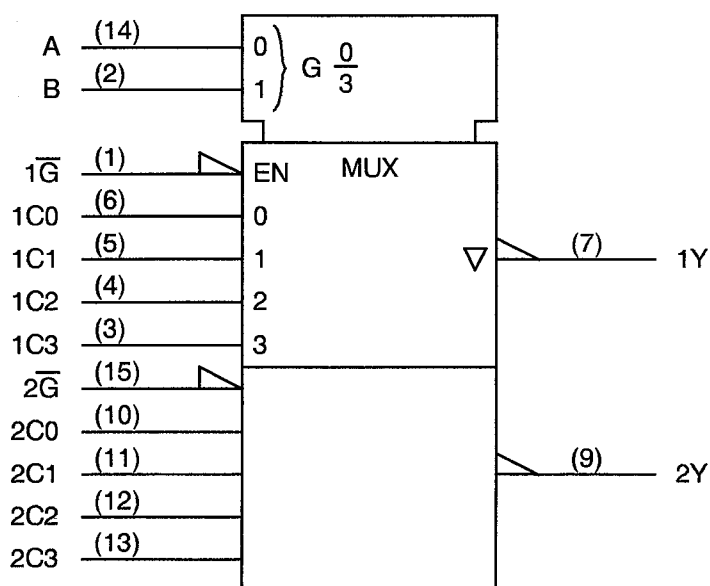 A (14) 0 G 0/3
B (2) 1
1G̅ (1) EN MUX
1C0 (6) 0
1C1 (5) 1 ▽ (7) 1Y
1C2 (4) 2
1C3 (3) 3
2G̅ (15)
2C0 (10)
2C1 (11) (9) 2Y
2C2 (12)
2C3 (13)